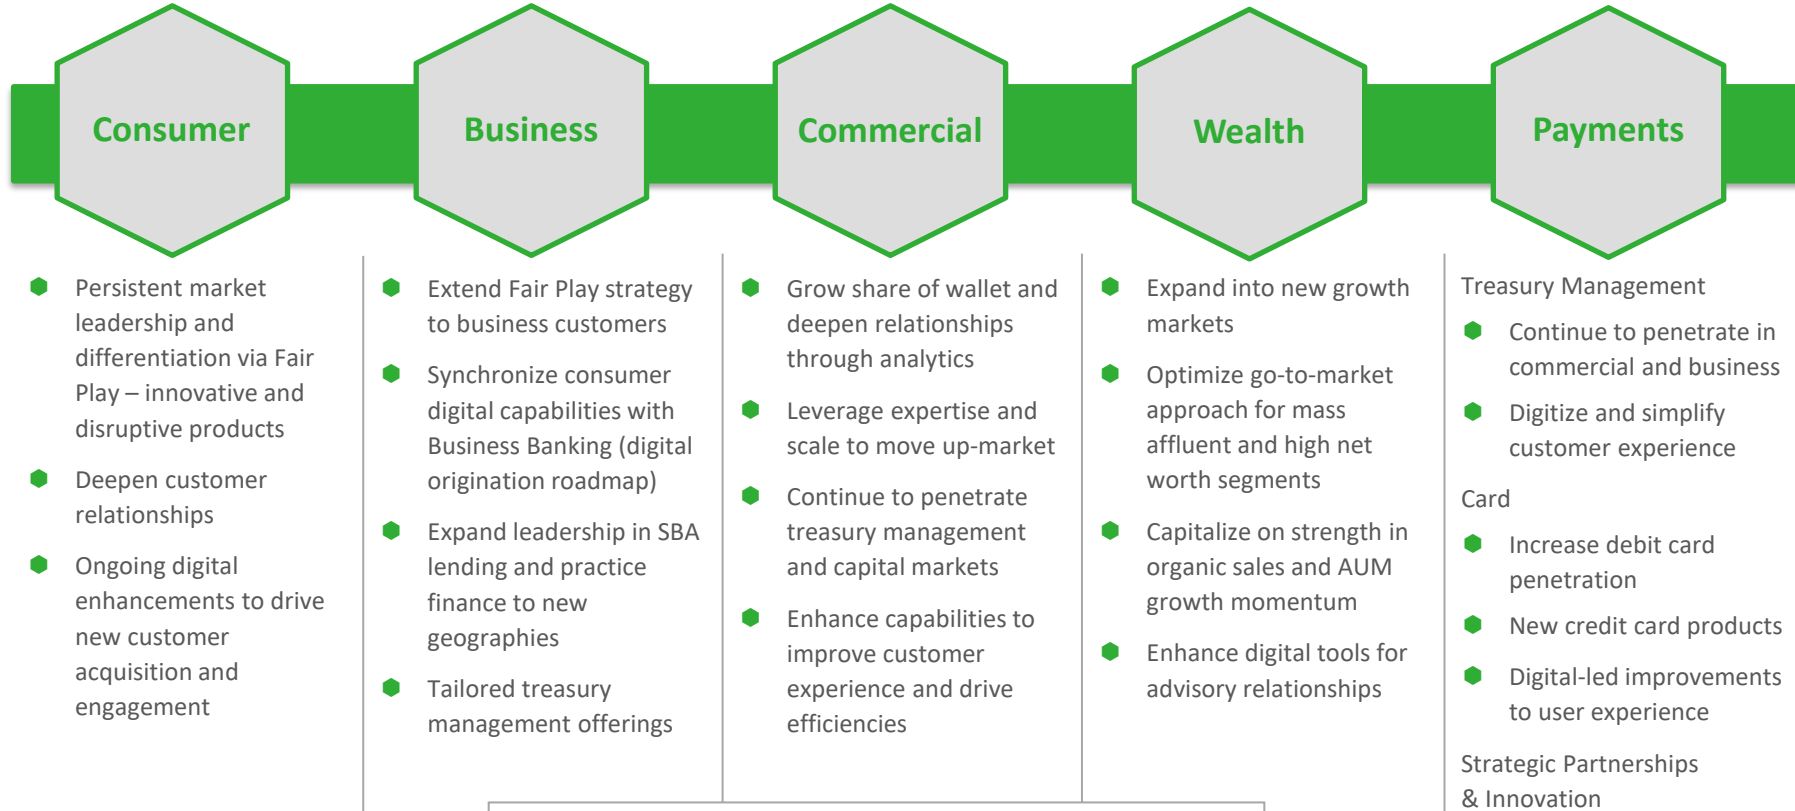 Consumer
Business
Commercial
Wealth
Payments
Persistent market
leadership and
differentiation via Fair
Play – innovative and
disruptive products
Deepen customer
relationships
Ongoing digital
enhancements to drive
new customer
acquisition and
engagement
Extend Fair Play strategy
to business customers
Synchronize consumer
digital capabilities with
Business Banking (digital
origination roadmap)
Expand leadership in SBA
lending and practice
finance to new
geographies
Tailored treasury
management offerings
Grow share of wallet and
deepen relationships
through analytics
Leverage expertise and
scale to move up-market
Continue to penetrate
treasury management
and capital markets
Enhance capabilities to
improve customer
experience and drive
efficiencies
Expand into new growth
markets
Optimize go-to-market
approach for mass
affluent and high net
worth segments
Capitalize on strength in
organic sales and AUM
growth momentum
Enhance digital tools for
advisory relationships
Treasury Management
Continue to penetrate in
commercial and business
Digitize and simplify
customer experience
Card
Increase debit card
penetration
New credit card products
Digital-led improvements
to user experience
Strategic Partnerships
& Innovation